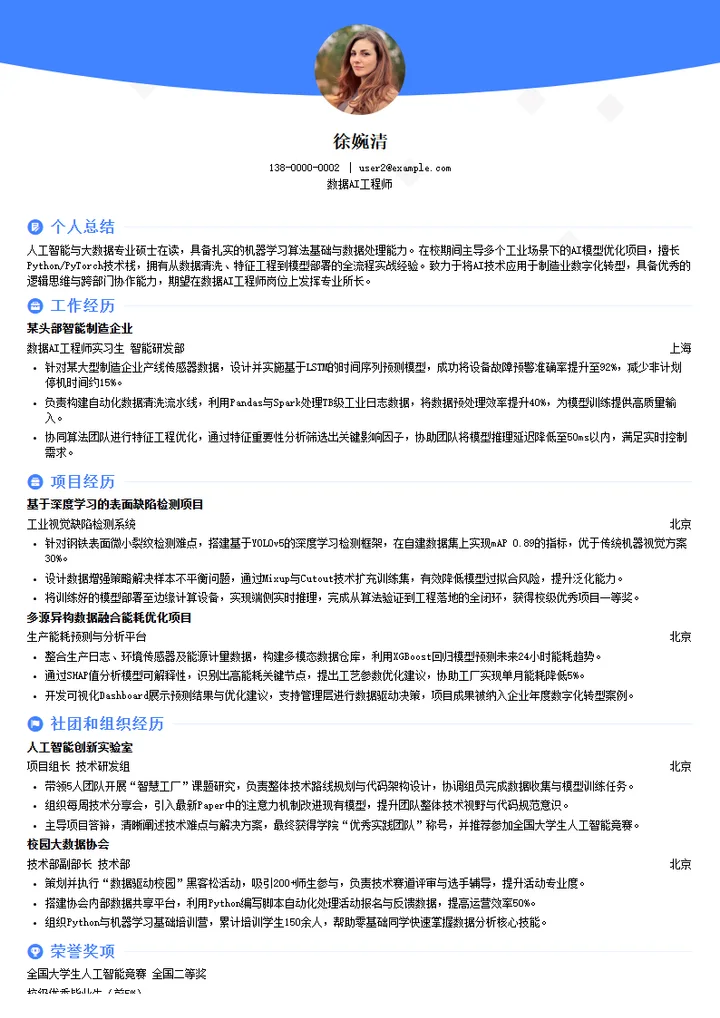 徐婉清
138-0000-0002 | user2@example.com
数据AI工程师
个人总结
人工智能与大数据专业硕士在读，具备扎实的机器学习算法基础与数据处理能力。在校期间主导多个工业场景下的AI模型优化项目，擅长
Python/PyTorch技术栈，拥有从数据清洗、特征工程到模型部署的全流程实战经验。致力于将AI技术应用于制造业数字化转型，具备优秀的
逻辑思维与跨部门协作能力，期望在数据AI工程师岗位上发挥专业所长。
工作经历
某头部智能制造企业
数据AI工程师实习生 智能研发部 上海
• 针对某大型制造企业产线传感器数据，设计并实施基于LSTM的时间序列预测模型，成功将设备故障预警准确率提升至92%，减少非计划
停机时间约15%。
• 负责构建自动化数据清洗流水线，利用Pandas与Spark处理TB级工业日志数据，将数据预处理效率提升40%，为模型训练提供高质量输
入。
• 协同算法团队进行特征工程优化，通过特征重要性分析筛选出关键影响因子，协助团队将模型推理延迟降低至50ms以内，满足实时控制
需求。
项目经历
基于深度学习的表面缺陷检测项目
工业视觉缺陷检测系统 北京
• 针对钢铁表面微小裂纹检测难点，搭建基于YOLOv5的深度学习检测框架，在自建数据集上实现mAP 0.89的指标，优于传统机器视觉方案
30%。
• 设计数据增强策略解决样本不平衡问题，通过Mixup与Cutout技术扩充训练集，有效降低模型过拟合风险，提升泛化能力。
• 将训练好的模型部署至边缘计算设备，实现端侧实时推理，完成从算法验证到工程落地的全闭环，获得校级优秀项目一等奖。
多源异构数据融合能耗优化项目
生产能耗预测与分析平台 北京
• 整合生产日志、环境传感器及能源计量数据，构建多模态数据仓库，利用XGBoost回归模型预测未来24小时能耗趋势。
• 通过SHAP值分析模型可解释性，识别出高能耗关键节点，提出工艺参数优化建议，协助工厂实现单月能耗降低5%。
• 开发可视化Dashboard展示预测结果与优化建议，支持管理层进行数据驱动决策，项目成果被纳入企业年度数字化转型案例。
社团和组织经历
人工智能创新实验室
项目组长 技术研发组 北京
• 带领5人团队开展“智慧工厂”课题研究，负责整体技术路线规划与代码架构设计，协调组员完成数据收集与模型训练任务。
• 组织每周技术分享会，引入最新Paper中的注意力机制改进现有模型，提升团队整体技术视野与代码规范意识。
• 主导项目答辩，清晰阐述技术难点与解决方案，最终获得学院“优秀实践团队”称号，并推荐参加全国大学生人工智能竞赛。
校园大数据协会
技术部副部长 技术部 北京
• 策划并执行“数据驱动校园”黑客松活动，吸引200+师生参与，负责技术赛道评审与选手辅导，提升活动专业度。
• 搭建协会内部数据共享平台，利用Python编写脚本自动化处理活动报名与反馈数据，提高运营效率50%。
• 组织Python与机器学习基础培训营，累计培训学生150余人，帮助零基础同学快速掌握数据分析核心技能。
荣誉奖项
全国大学生人工智能竞赛 全国二等奖
校级优秀毕业生（前5%）